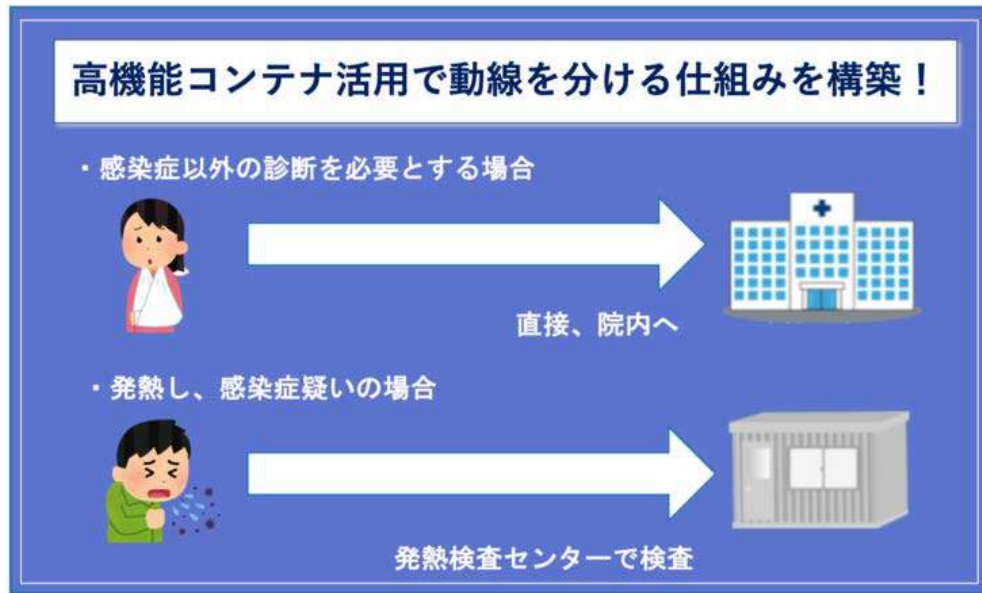 高機能コンテナ活用で動線を分ける仕組みを構築！
・感染症以外の診断を必要とする場合
直接、院内へ
・発熱し、感染症疑いの場合
発熱検査センターで検査